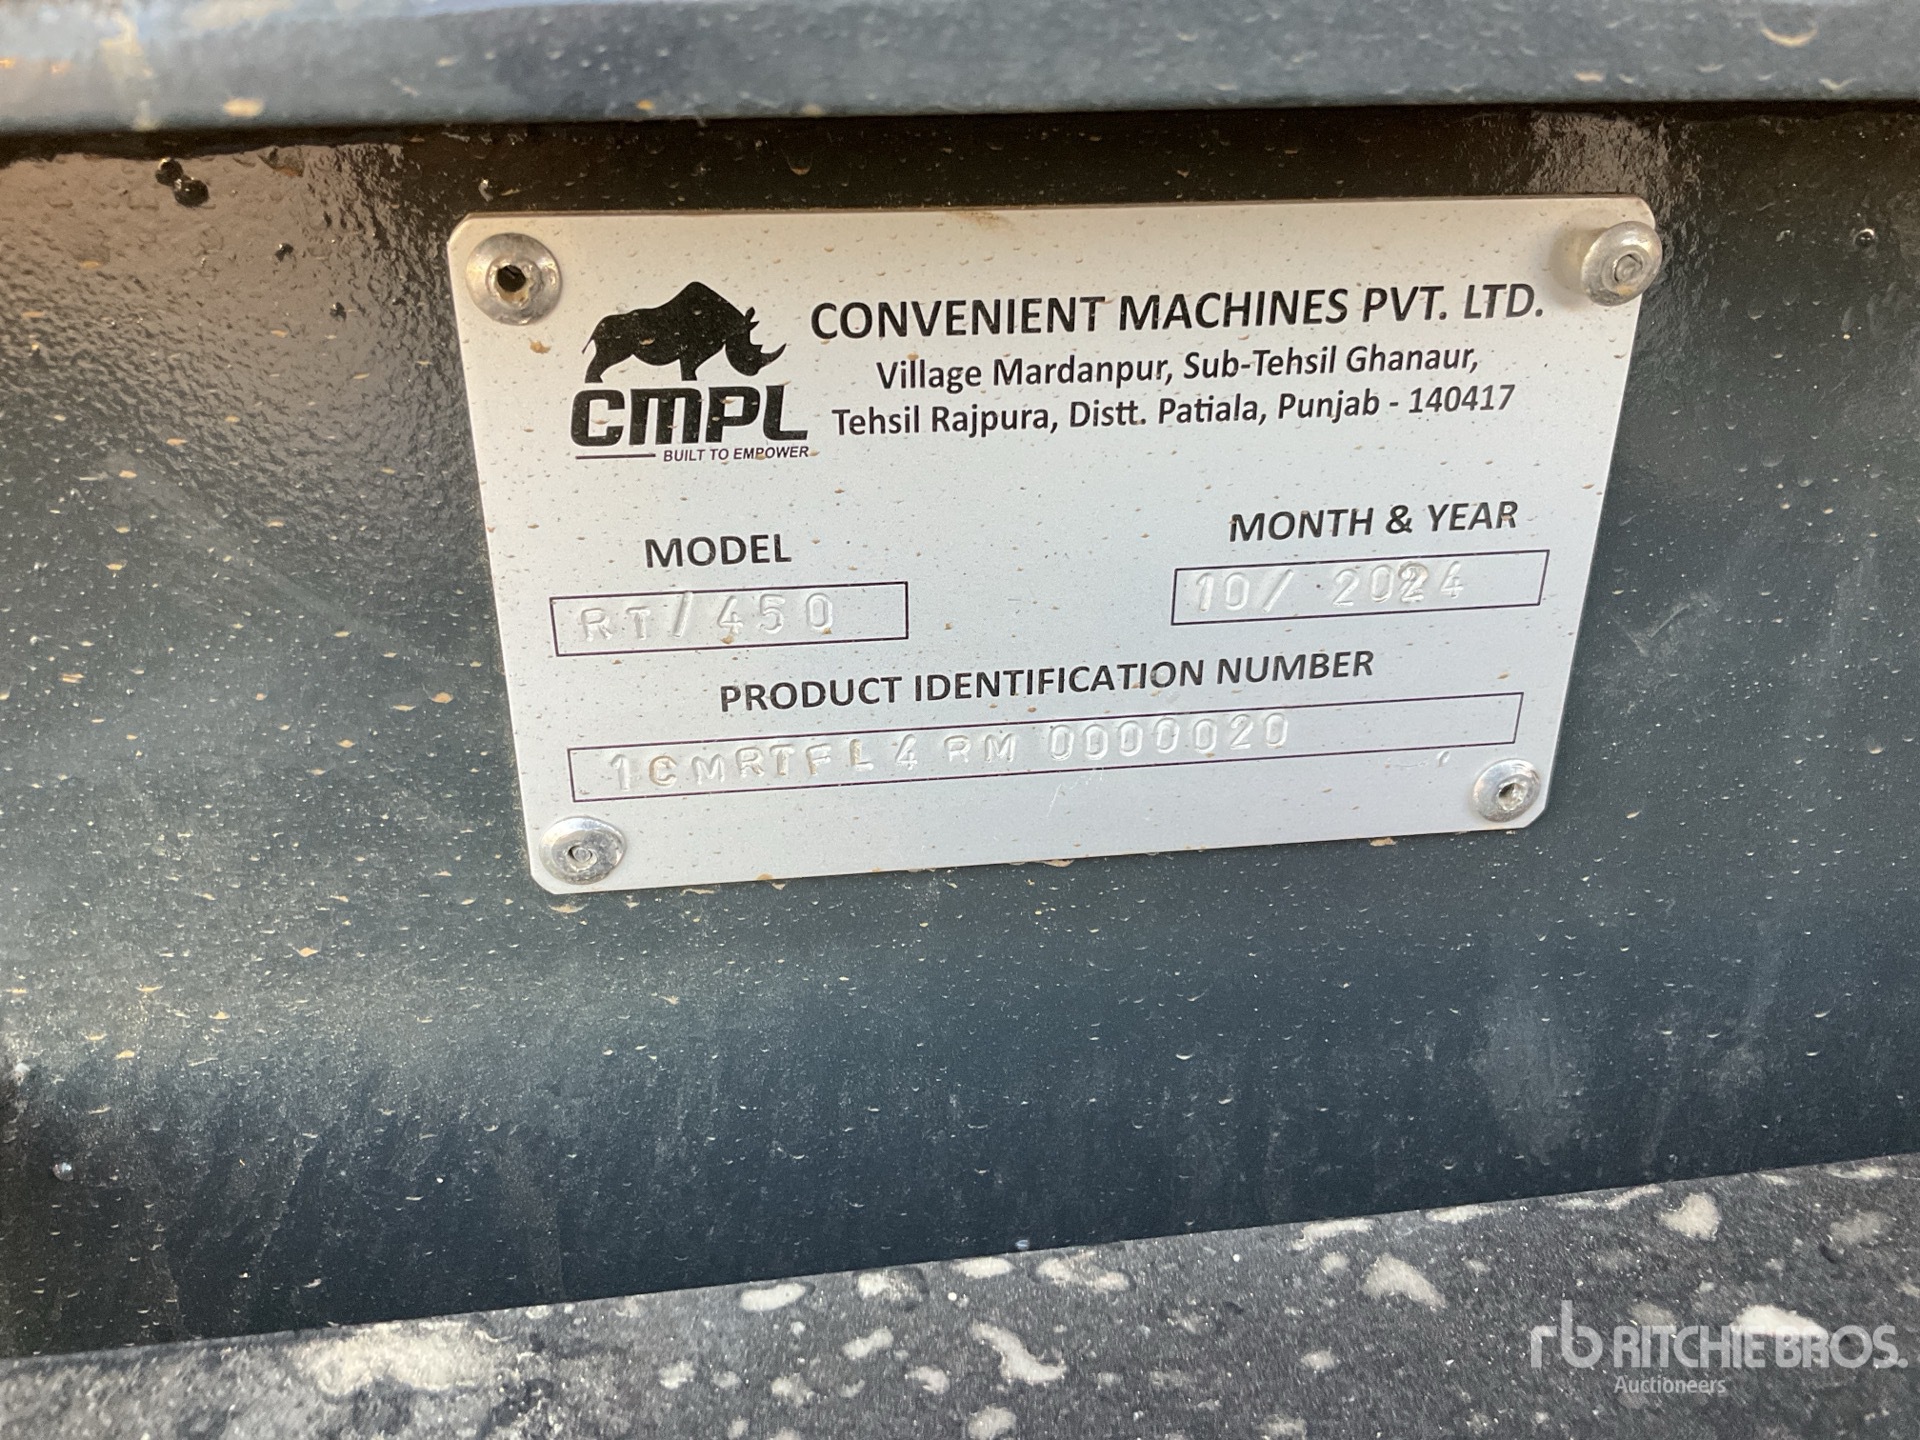 CONVENIENT MACHINES PVT. LTD.
Village Mardanpur, Sub-Tehsil Ghanaur,
Tehsil Rajpura, Distt. Patiala, Punjab - 140417
CMPL
BUILT TO EMPOWER
MODEL
RT/450
MONTH & YEAR
10/ 2024
PRODUCT IDENTIFICATION NUMBER
1CMRTFL4RM0000020
rb RITCHIE BROS.
Auctioneers